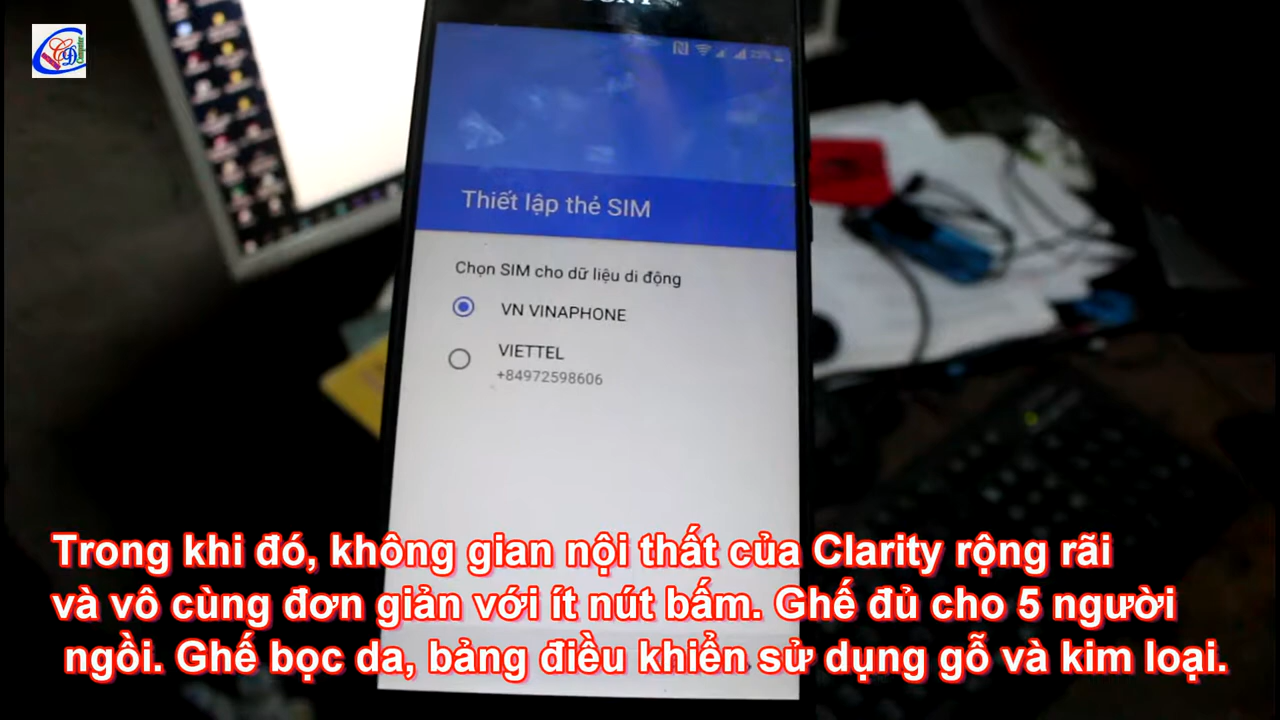 SONY
23%
Thiết lập thẻ SIM
Chọn SIM cho dữ liệu di động
VN VINAPHONE
VIETTEL
+84972598606
Trong khi đó, không gian nội thất của Clarity rộng rãi
và vô cùng đơn giản với ít nút bấm. Ghế đủ cho 5 người
ngồi. Ghế bọc da, bảng điều khiển sử dụng gỗ và kim loại.